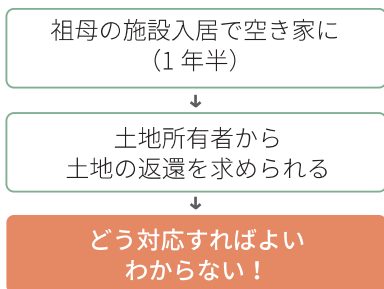 祖母の施設入居で空き家に
（1 年半）
土地所有者から
土地の返還を求められる
どう対応すればよい
わからない！